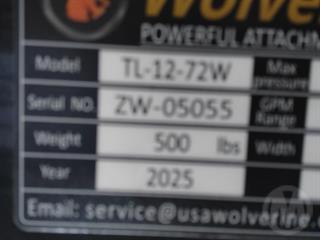 Wolver
POWERFUL ATTACHM
Model TL-12-72W Max pressure
Serial NO. ZW-05055 GPM Range
Weight 500 lbs Width
Year 2025
Email: service@usawolverine.c